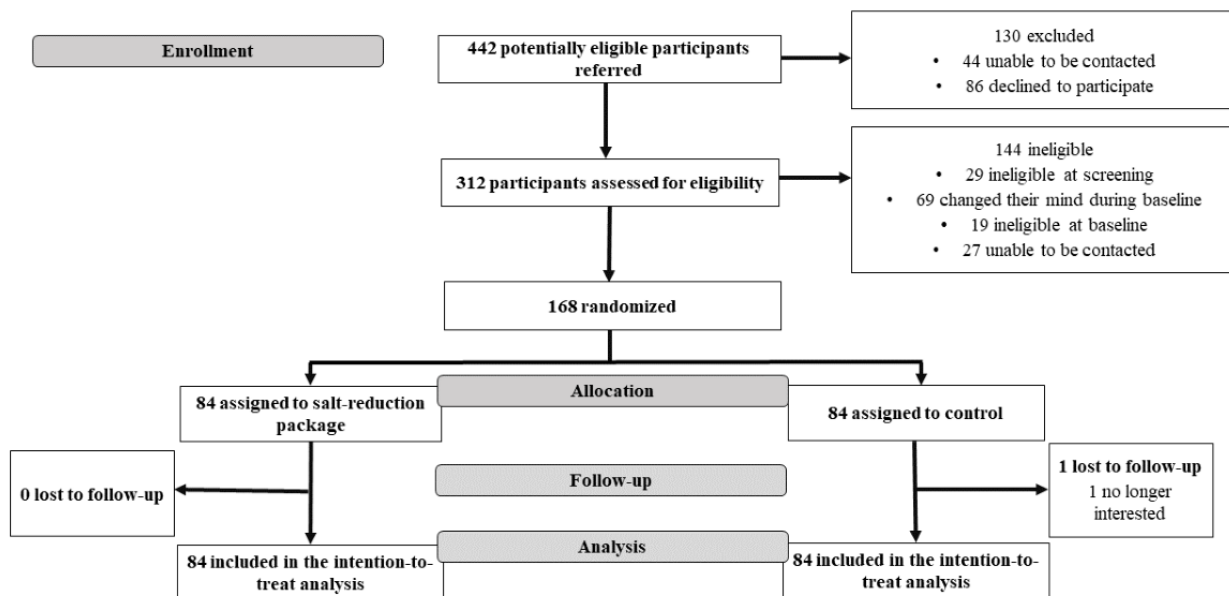 Enrollment
442 potentially eligible participants
referred
130 excluded
• 44 unable to be contacted
• 86 declined to participate
312 participants assessed for eligibility
144 ineligible
• 29 ineligible at screening
• 69 changed their mind during baseline
• 19 ineligible at baseline
• 27 unable to be contacted
168 randomized
Allocation
84 assigned to salt-reduction
package
84 assigned to control
Follow-up
0 lost to follow-up
1 lost to follow-up
1 no longer
interested
Analysis
84 included in the intention-to-
treat analysis
84 included in the intention-to-
treat analysis